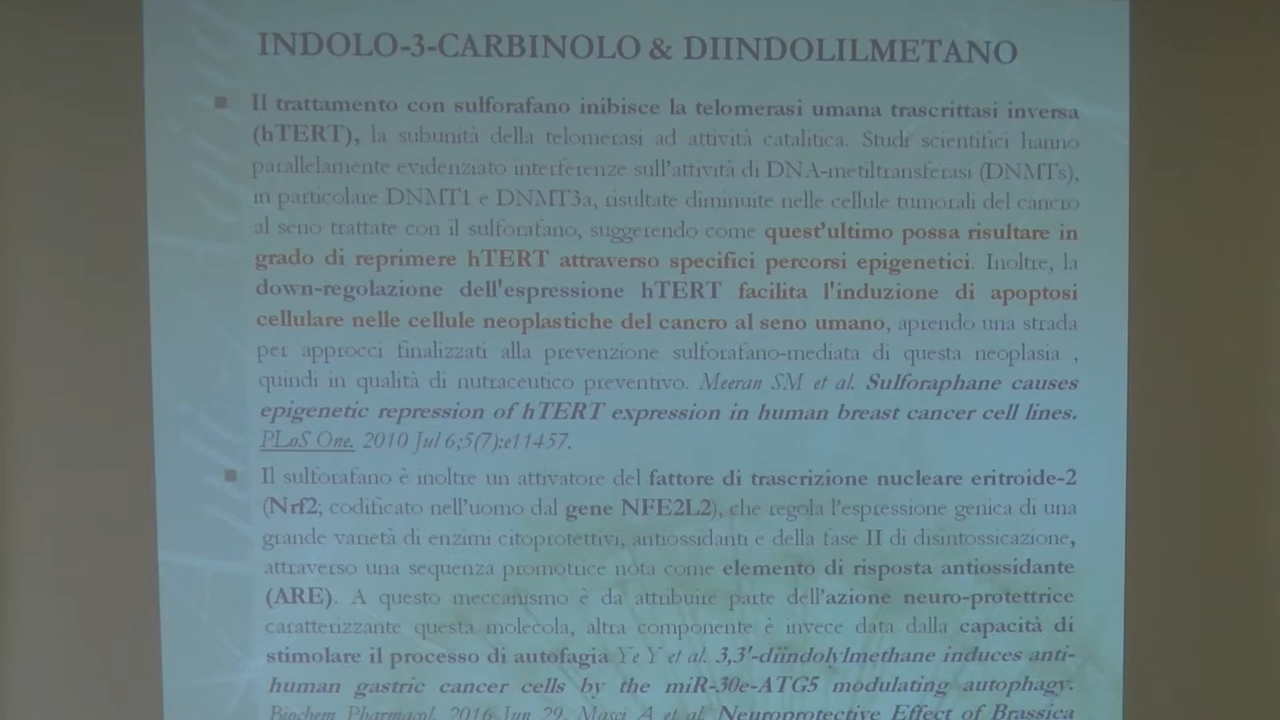 INDOLO-3-CARBINOLO & DIINDOLILMETANO
▪ Il trattamento con sulforafano inibisce la telomerasi umana trascrittasi inversa
(hTERT), la subunità della telomerasi ad attività catalitica. Studi scientifici hanno
parallelamente evidenziato interferenze sull'attività di DNA-metiltransferasi (DNMTs),
in particolare DNMT1 e DNMT3a, risultate diminuite nelle cellule tumorali del cancro
al seno trattate con il sulforafano, suggerendo come quest'ultimo possa risultare in
grado di reprimere hTERT attraverso specifici percorsi epigenetici. Inoltre, la
down-regolazione dell'espressione hTERT facilita l'induzione di apoptosi
cellulare nelle cellule neoplastiche del cancro al seno umano, aprendo una strada
per approcci finalizzati alla prevenzione sulforafano-mediata di questa neoplasia ,
quindi in qualità di nutraceutico preventivo. Meeran SM et al. Sulforaphane causes
epigenetic repression of hTERT expression in human breast cancer cell lines.
PLoS One. 2010 Jul 6;5(7):e11457.
▪ Il sulforafano è inoltre un attivatore del fattore di trascrizione nucleare eritroide-2
(Nrf2; codificato nell'uomo dal gene NFE2L2), che regola l'espressione genica di una
grande varietà di enzimi citoprotettivi, antiossidanti e della fase II di disintossicazione,
attraverso una sequenza promotrice nota come elemento di risposta antiossidante
(ARE). A questo meccanismo è da attribuire parte dell'azione neuro-protettrice
caratterizzante questa molecola, altra componente è invece data dalla capacità di
stimolare il processo di autofagia Ye Y et al. 3,3'-diindolylmethane induces anti-
human gastric cancer cells by the miR-30e-ATG5 modulating autophagy.
Biochem Pharmacol. 2016 Jun 29. Masci A et al. Neuroprotective Effect of Brassica